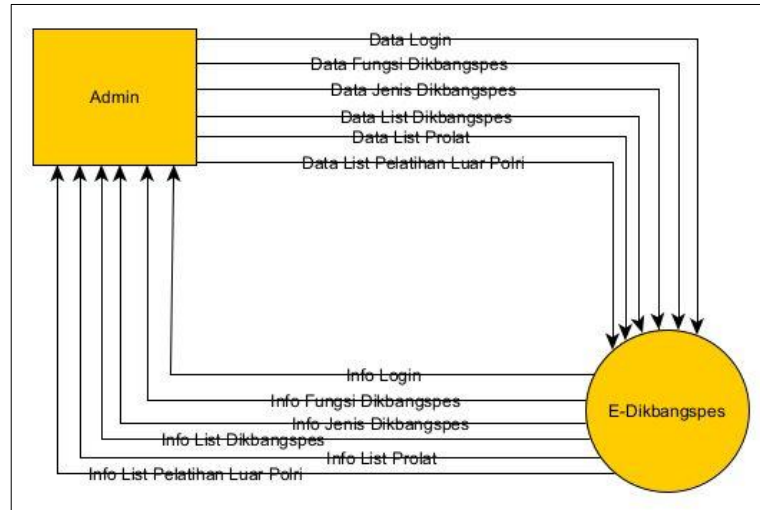 Data Login
Data Fungsi Dikbangspes
Admin
Data Jenis Dikbangspes
Data List Dikbangspes
Data List Prolat
Data List Pelatihan Luar Polri
Info Login
Info Fungsi Dikbangspes
E-Dikbangspes
Info Jenis Dikbangspes
Info List Dikbangspes
Info List Prolat
Info List Pelatihan Luar Polri